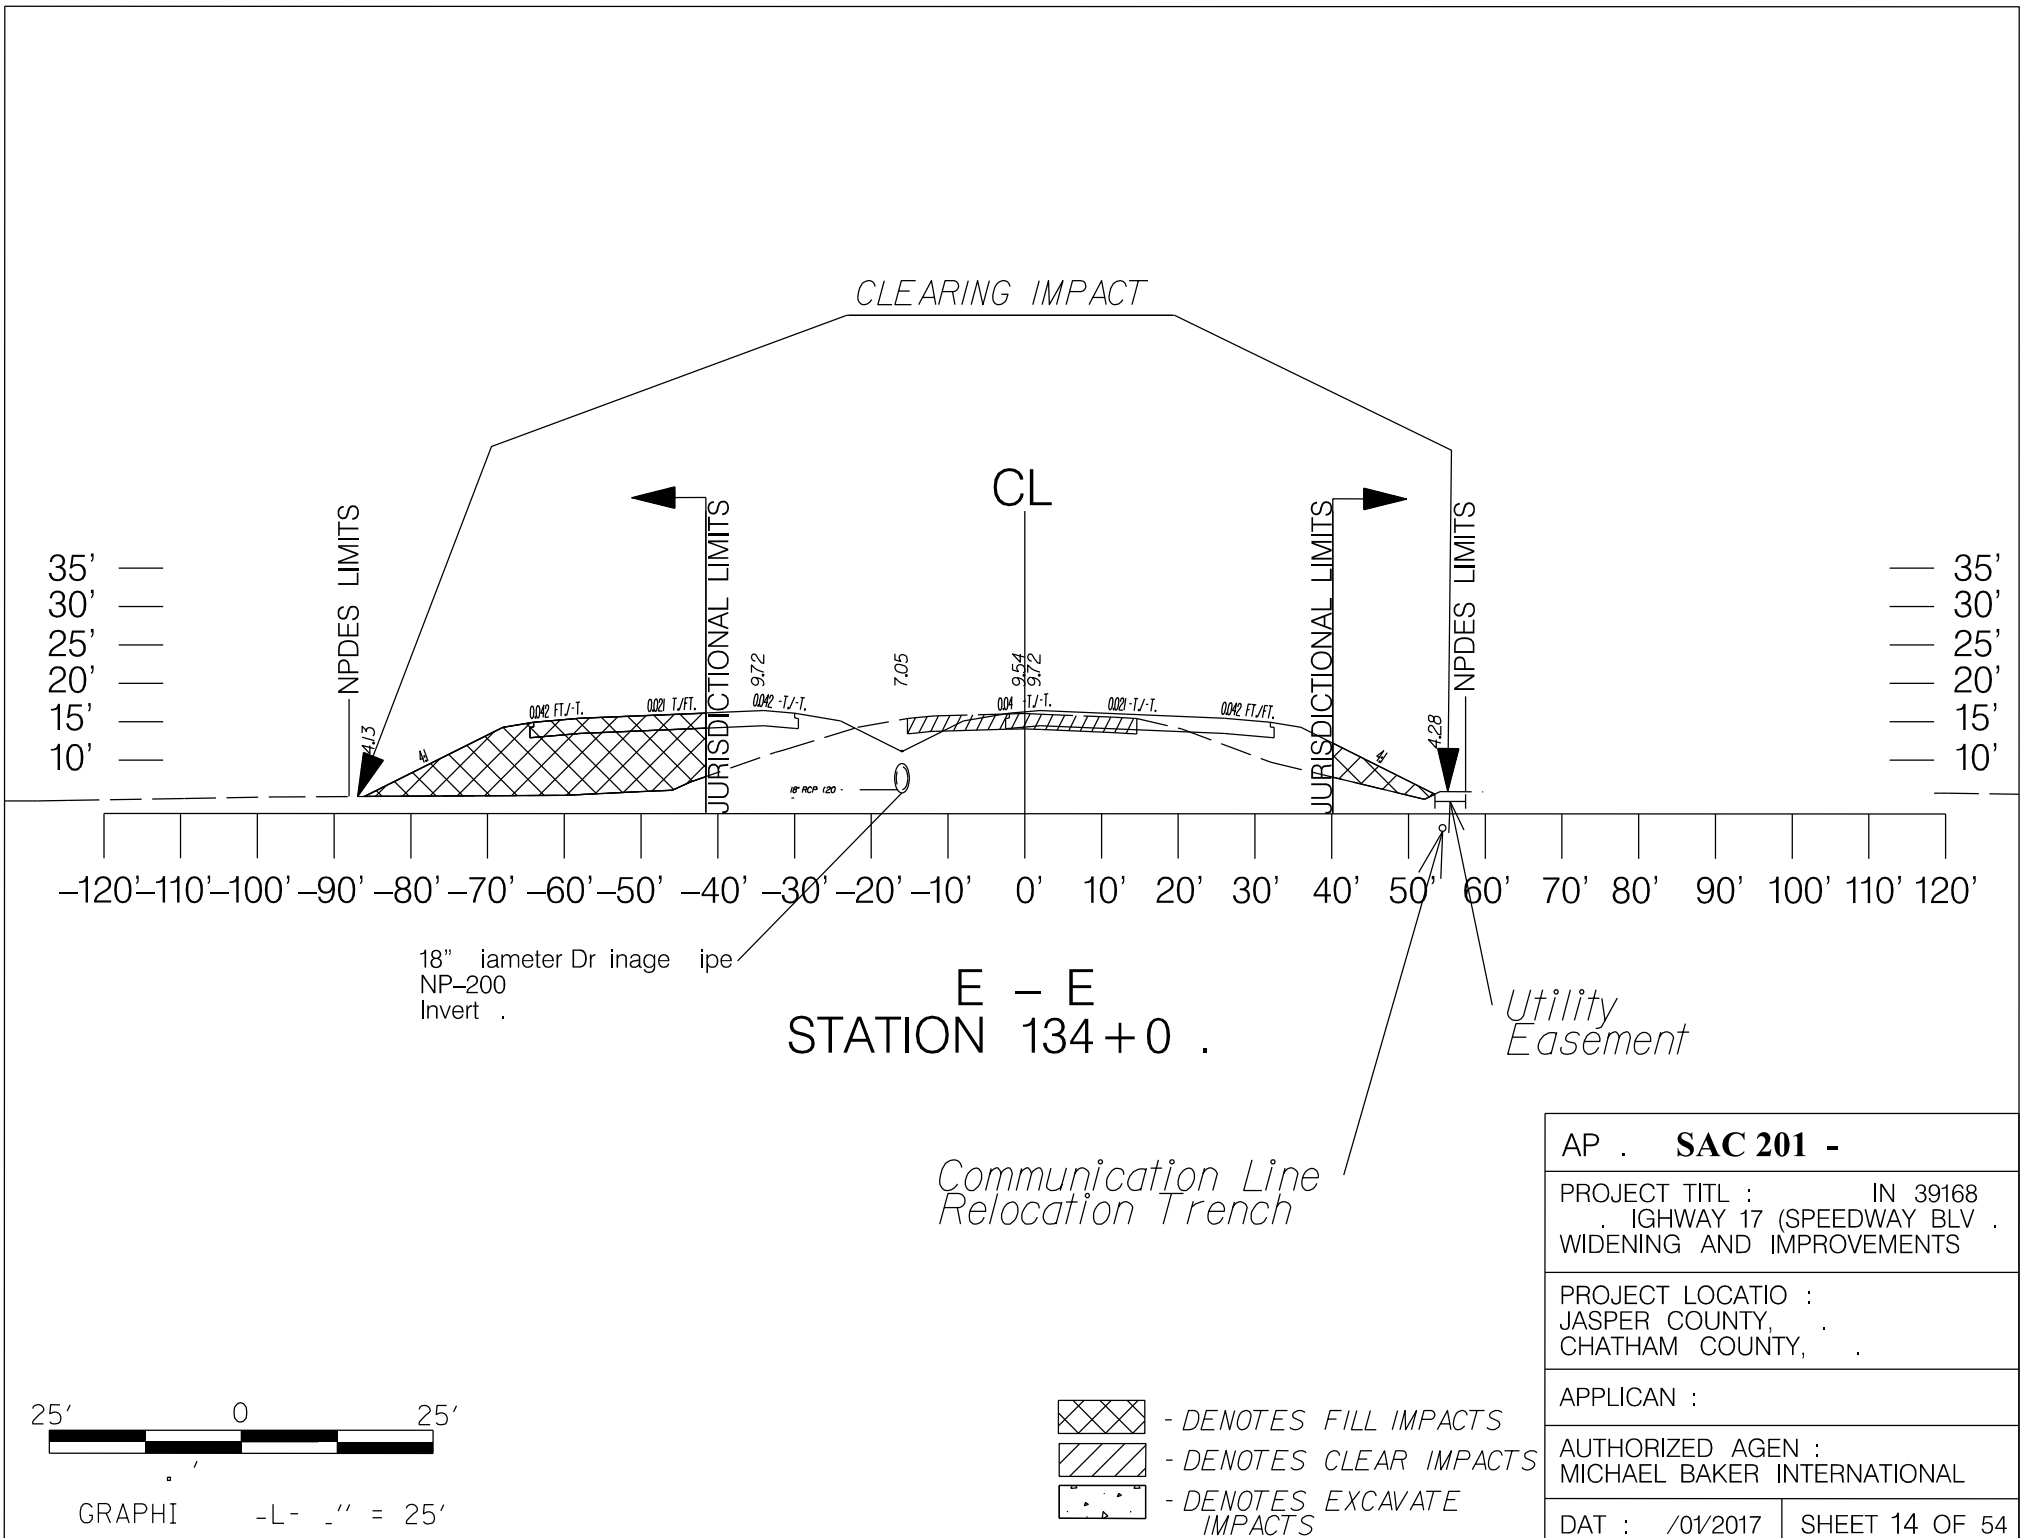 CLEARING IMPACT
CL
NPDES LIMITS
JURISDICTIONAL LIMITS
JURISDICTIONAL LIMITS
NPDES LIMITS
35'
30'
25'
20'
15'
10'
35'
30'
25'
20'
15'
10'
4.13
9.72
7.05
9.54
9.72
4.28
0.042 FT./-T.
0.021 T./FT.
0.042 -T./-T.
0.04 -T./-T.
0.021 -T./-T.
0.042 FT./FT.
4:1
4:1
18" RCP (20 -
-120' -110' -100' -90' -80' -70' -60' -50' -40' -30' -20' -10' 0' 10' 20' 30' 40' 50' 60' 70' 80' 90' 100' 110' 120'
18" iameter Dr inage ipe
NP-200
Invert .
E - E
STATION 134+0 .
Utility
Easement
Communication Line
Relocation Trench
25' 0 25'
GRAPHI -L- _" = 25'
- DENOTES FILL IMPACTS
- DENOTES CLEAR IMPACTS
- DENOTES EXCAVATE
IMPACTS
AP . SAC 201 -
PROJECT TITL : IN 39168
. IGHWAY 17 (SPEEDWAY BLV .
WIDENING AND IMPROVEMENTS
PROJECT LOCATIO :
JASPER COUNTY, .
CHATHAM COUNTY, .
APPLICAN :
AUTHORIZED AGEN :
MICHAEL BAKER INTERNATIONAL
DAT : /01/2017 SHEET 14 OF 54